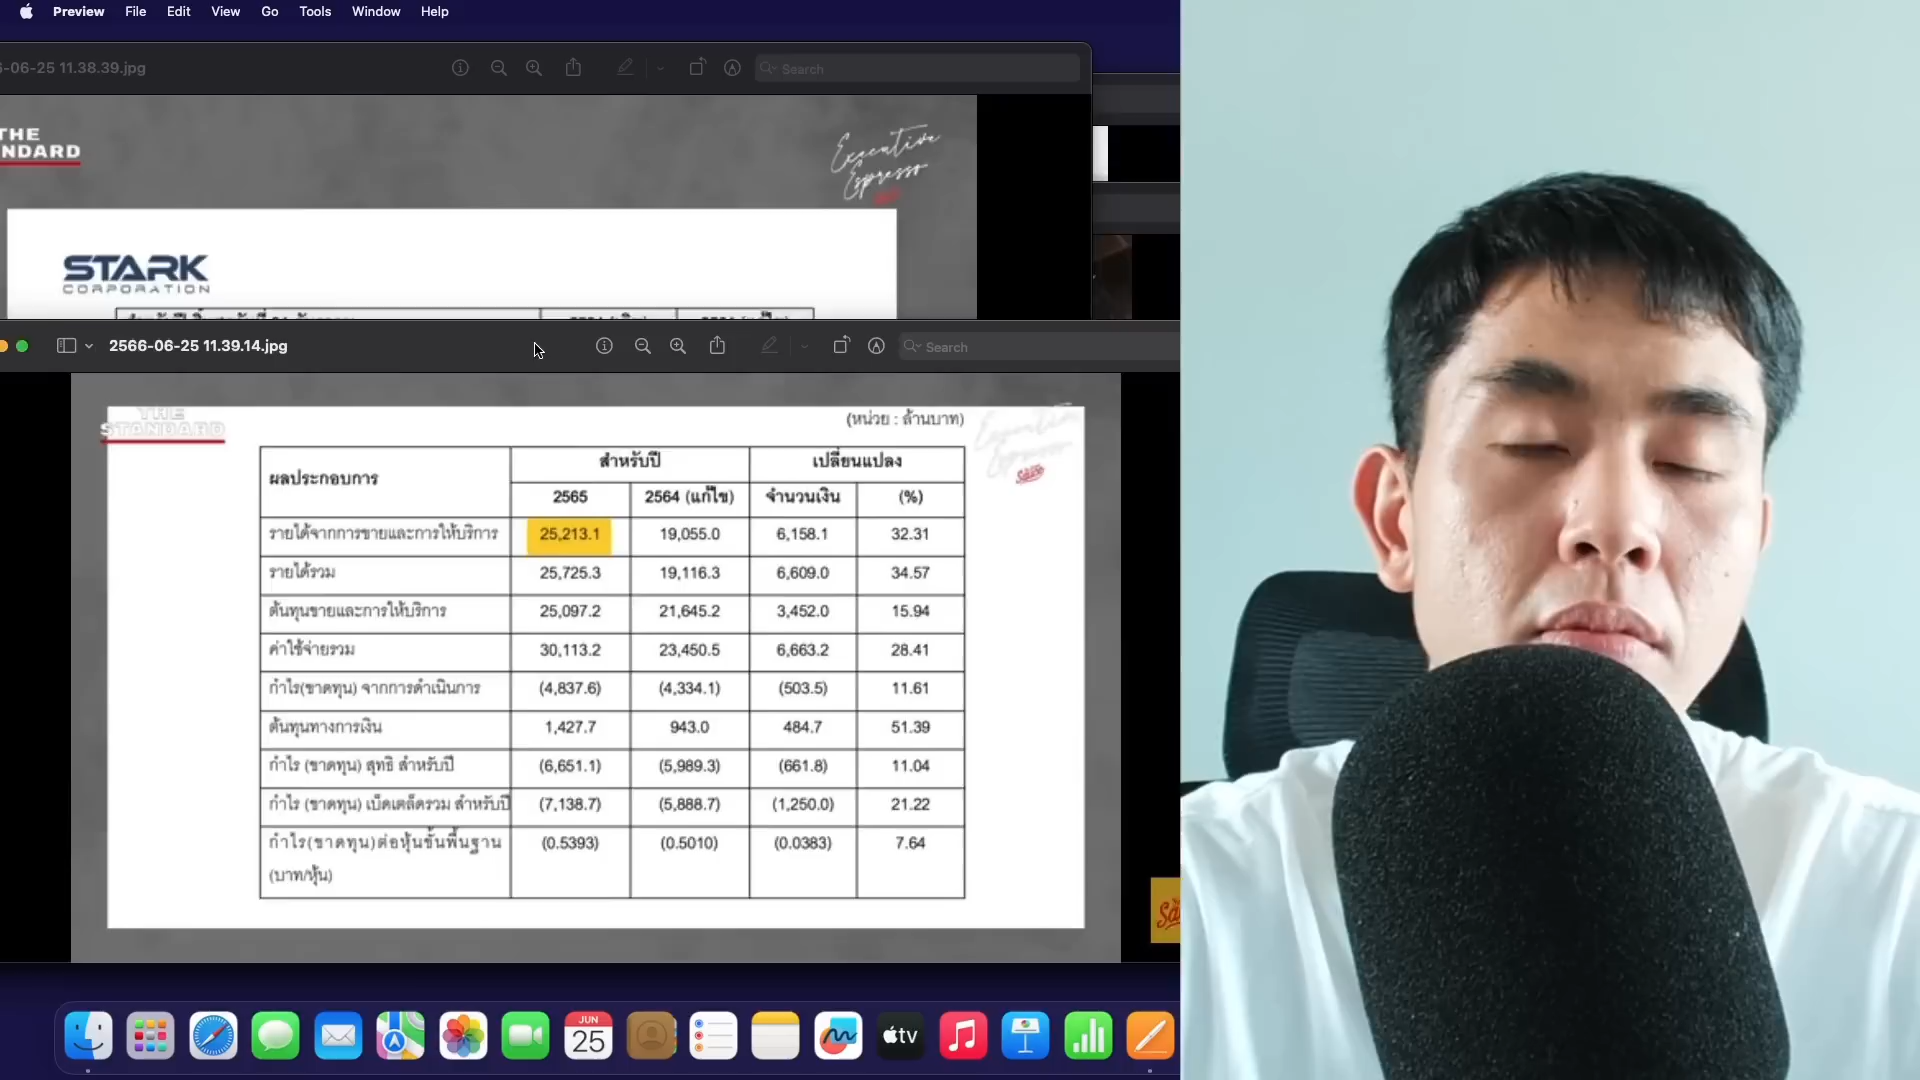 Preview File Edit View Go Tools Window Help
-06-25 11.38.39.jpg
Search
THE
NDARD
Executive
Espresso
STARK
CORPORATION
2566-06-25 11.39.14.jpg
Search
THE
STANDARD
(หน่วย : ล้านบาท)
ผลประกอบการ สำหรับปี เปลี่ยนแปลง
2565 2564 (แก้ไข) จำนวนเงิน (%)
รายได้จากการขายและการให้บริการ 25,213.1 19,055.0 6,158.1 32.31
รายได้รวม 25,725.3 19,116.3 6,609.0 34.57
ต้นทุนขายและการให้บริการ 25,097.2 21,645.2 3,452.0 15.94
ค่าใช้จ่ายรวม 30,113.2 23,450.5 6,663.2 28.41
กำไร(ขาดทุน) จากการดำเนินการ (4,837.6) (4,334.1) (503.5) 11.61
ต้นทุนทางการเงิน 1,427.7 943.0 484.7 51.39
กำไร (ขาดทุน) สุทธิ สำหรับปี (6,651.1) (5,989.3) (661.8) 11.04
กำไร (ขาดทุน) เบ็ดเตล็ดรวม สำหรับปี (7,138.7) (5,888.7) (1,250.0) 21.22
กำไร(ขาดทุน)ต่อหุ้นขั้นพื้นฐาน (0.5393) (0.5010) (0.0383) 7.64
(บาท/หุ้น)
JUN
25
tv